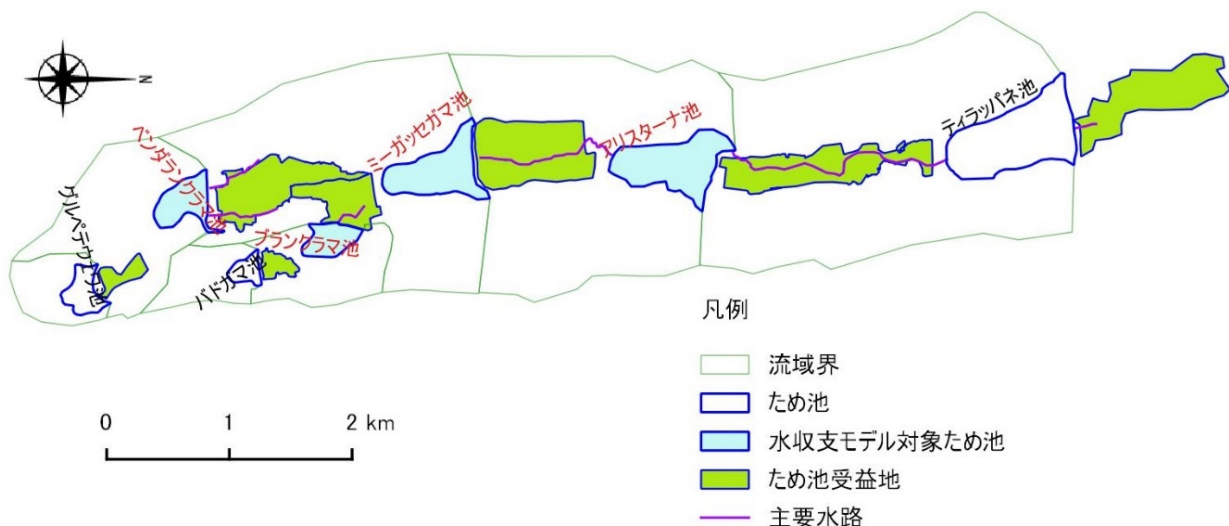 N
ベンダランクラマ池
ミーガッセガマ池
アリスターナ池
ティラッパネ池
グルペテウェワ池
ブランクラマ池
バドガマ池
凡例
流域界
ため池
水収支モデル対象ため池
ため池受益地
主要水路
0 1 2 km